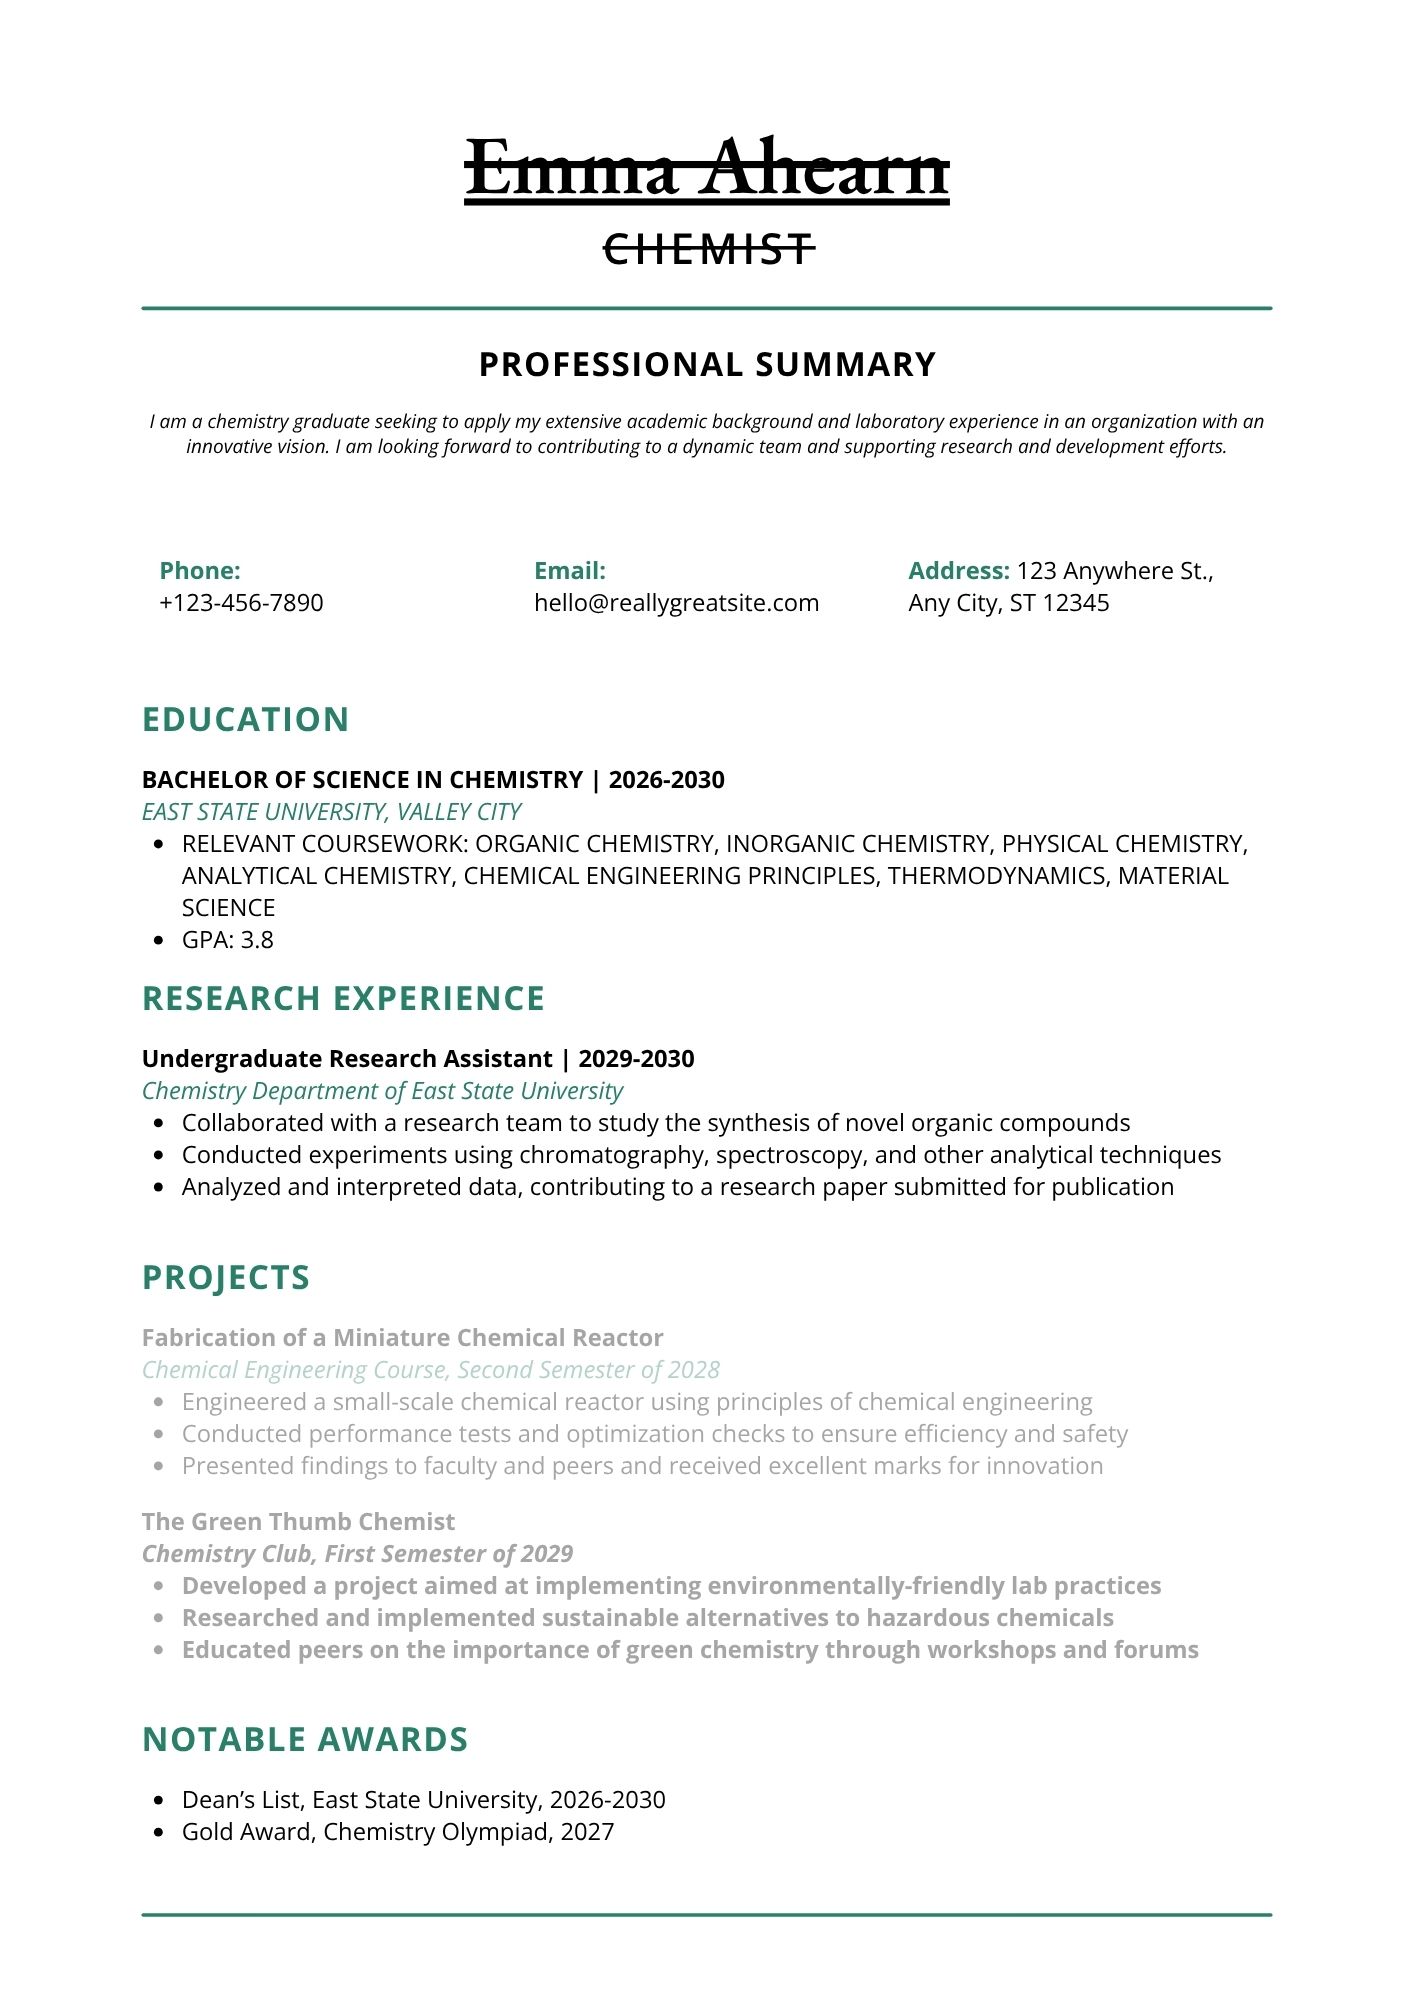 Emma Ahearn
CHEMIST
PROFESSIONAL SUMMARY
I am a chemistry graduate seeking to apply my extensive academic background and laboratory experience in an organization with an
innovative vision. I am looking forward to contributing to a dynamic team and supporting research and development efforts.
Phone:
+123-456-7890
Email:
hello@reallygreatsite.com
Address: 123 Anywhere St.,
Any City, ST 12345
EDUCATION
BACHELOR OF SCIENCE IN CHEMISTRY | 2026-2030
EAST STATE UNIVERSITY, VALLEY CITY
• RELEVANT COURSEWORK: ORGANIC CHEMISTRY, INORGANIC CHEMISTRY, PHYSICAL CHEMISTRY,
ANALYTICAL CHEMISTRY, CHEMICAL ENGINEERING PRINCIPLES, THERMODYNAMICS, MATERIAL
SCIENCE
• GPA: 3.8
RESEARCH EXPERIENCE
Undergraduate Research Assistant | 2029-2030
Chemistry Department of East State University
• Collaborated with a research team to study the synthesis of novel organic compounds
• Conducted experiments using chromatography, spectroscopy, and other analytical techniques
• Analyzed and interpreted data, contributing to a research paper submitted for publication
PROJECTS
Fabrication of a Miniature Chemical Reactor
Chemical Engineering Course, Second Semester of 2028
• Engineered a small-scale chemical reactor using principles of chemical engineering
• Conducted performance tests and optimization checks to ensure efficiency and safety
• Presented findings to faculty and peers and received excellent marks for innovation
The Green Thumb Chemist
Chemistry Club, First Semester of 2029
• Developed a project aimed at implementing environmentally-friendly lab practices
• Researched and implemented sustainable alternatives to hazardous chemicals
• Educated peers on the importance of green chemistry through workshops and forums
NOTABLE AWARDS
• Dean’s List, East State University, 2026-2030
• Gold Award, Chemistry Olympiad, 2027